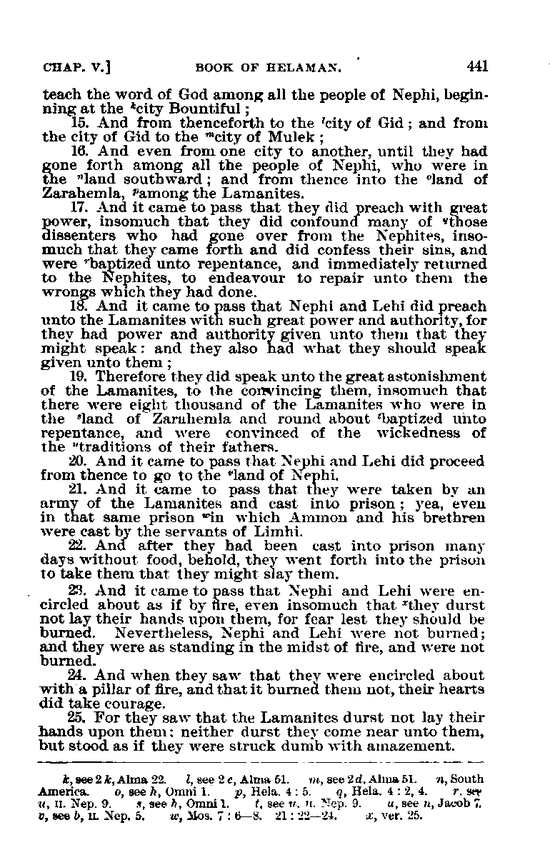 CHAP. V.] BOOK OF HELAMAN. 441
teach the word of God among all the people of Nephi, begin-
ning at the ᵏcity Bountiful ;
15. And from thenceforth to the ˡcity of Gid ; and from
the city of Gid to the ᵐcity of Mulek ;
16. And even from one city to another, until they had
gone forth among all the people of Nephi, who were in
the ⁿland southward ; and from thence into the ᵒland of
Zarahemla, ᵖamong the Lamanites.
17. And it came to pass that they did preach with great
power, insomuch that they did confound many of qthose
dissenters who had gone over from the Nephites, inso-
much that they came forth and did confess their sins, and
were ʳbaptized unto repentance, and immediately returned
to the Nephites, to endeavour to repair unto them the
wrongs which they had done.
18. And it came to pass that Nephi and Lehi did preach
unto the Lamanites with such great power and authority, for
they had power and authority given unto them that they
might speak : and they also had what they should speak
given unto them ;
19. Therefore they did speak unto the great astonishment
of the Lamanites, to the convincing them, insomuch that
there were eight thousand of the Lamanites who were in
the ˢland of Zarahemla and round about ᵗbaptized unto
repentance, and were convinced of the wickedness of
the ᵘtraditions of their fathers.
20. And it came to pass that Nephi and Lehi did proceed
from thence to go to the ᵛland of Nephi.
21. And it came to pass that they were taken by an
army of the Lamanites and cast into prison ; yea, even
in that same prison ʷin which Ammon and his brethren
were cast by the servants of Limhi.
22. And after they had been cast into prison many
days without food, behold, they went forth into the prison
to take them that they might slay them.
23. And it came to pass that Nephi and Lehi were en-
circled about as if by fire, even insomuch that ˣthey durst
not lay their hands upon them, for fear lest they should be
burned. Nevertheless, Nephi and Lehi were not burned;
and they were as standing in the midst of fire, and were not
burned.
24. And when they saw that they were encircled about
with a pillar of fire, and that it burned them not, their hearts
did take courage.
25. For they saw that the Lamanites durst not lay their
hands upon them ; neither durst they come near unto them,
but stood as if they were struck dumb with amazement.
k, see 2 k, Alma 22. l, see 2 c, Alma 51. m, see 2 d, Alma 51. n, South
America. o, see h, Omni 1. p, Hela. 4 : 5. q, Hela. 4 : 2, 4. r. see
u, II. Nep. 9. s, see h, Omni 1. t, see u. II. Nep. 9. u, see n, Jacob 7.
v, see b, II. Nep. 5. w, Mos. 7 : 6—8. 21 : 22—24. x, ver. 25.